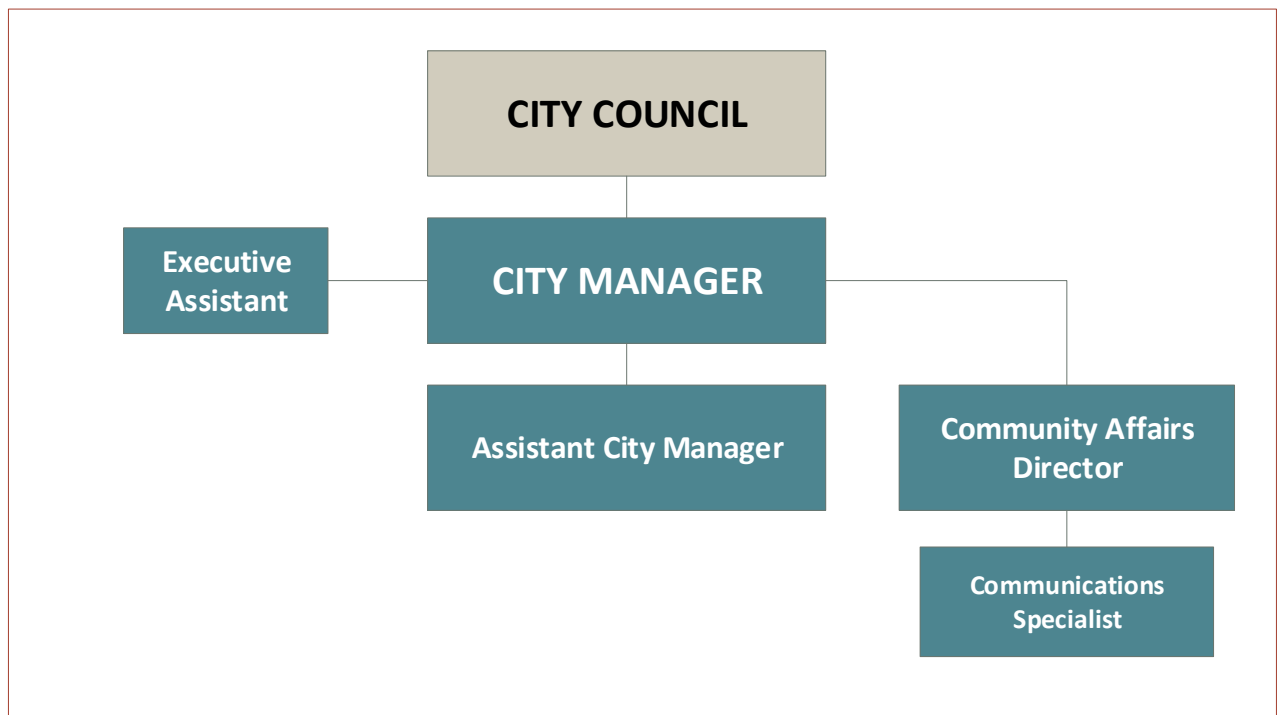 CITY COUNCIL
Executive
Assistant
CITY MANAGER
Assistant City Manager
Community Affairs
Director
Communications
Specialist